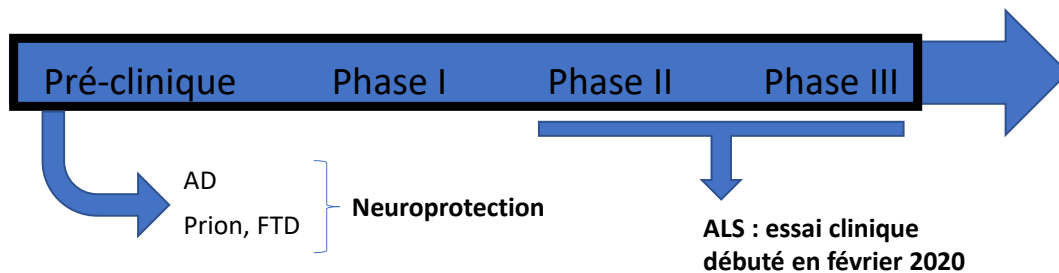 Pré-clinique Phase I Phase II Phase III
AD
Prion, FTD
Neuroprotection
ALS : essai clinique
débuté en février 2020